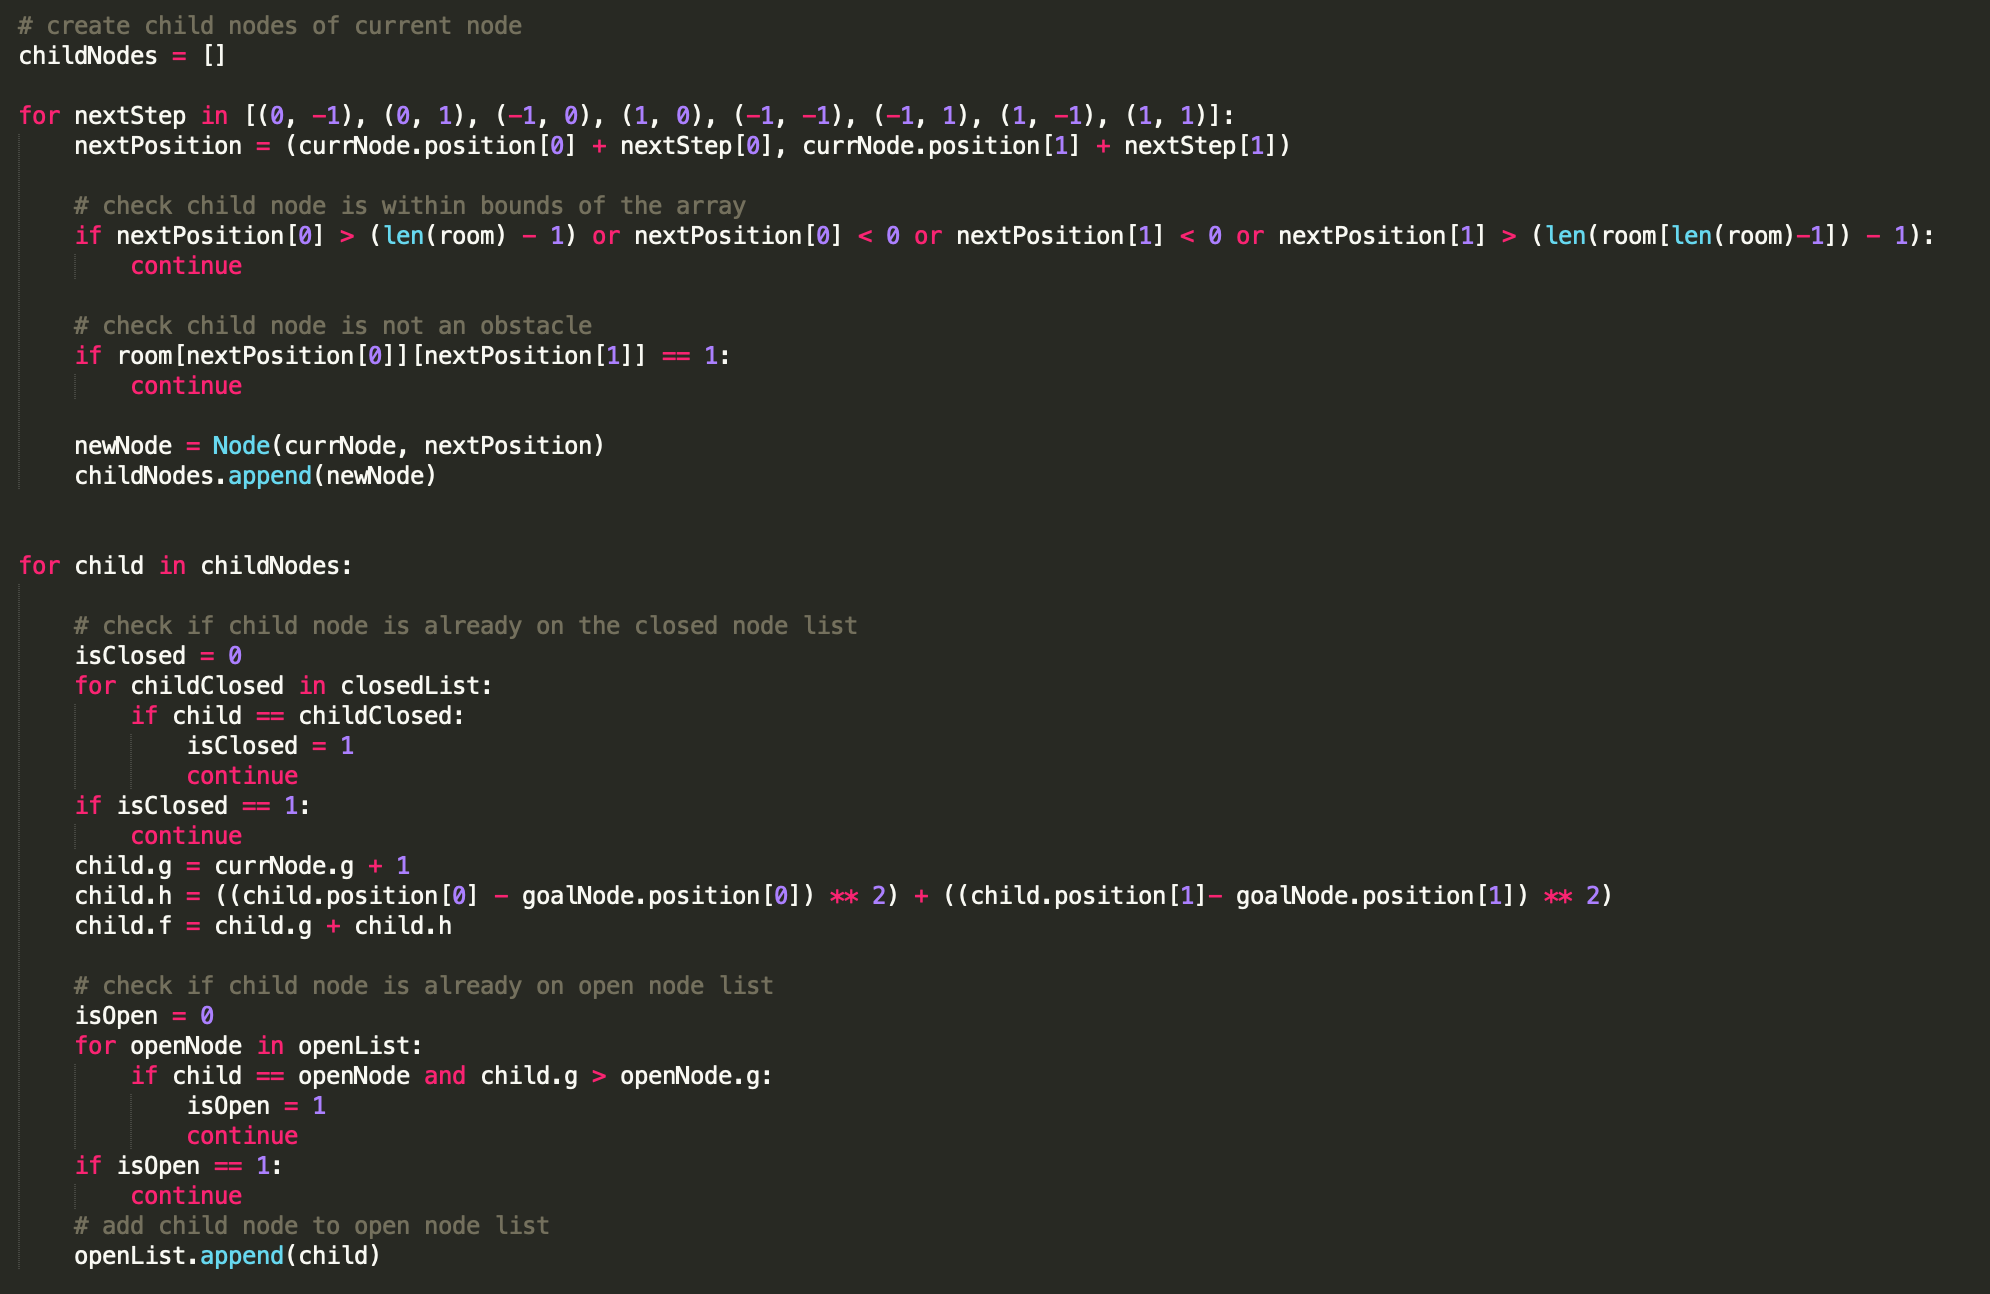 # create child nodes of current node
childNodes = []
for nextStep in [(0, -1), (0, 1), (-1, 0), (1, 0), (-1, -1), (-1, 1), (1, -1), (1, 1)]:
    nextPosition = (currNode.position[0] + nextStep[0], currNode.position[1] + nextStep[1])
    # check child node is within bounds of the array
    if nextPosition[0] > (len(room) - 1) or nextPosition[0] < 0 or nextPosition[1] < 0 or nextPosition[1] > (len(room[len(room)-1]) - 1):
        continue
    # check child node is not an obstacle
    if room[nextPosition[0]][nextPosition[1]] == 1:
        continue
    newNode = Node(currNode, nextPosition)
    childNodes.append(newNode)
for child in childNodes:
    # check if child node is already on the closed node list
    isClosed = 0
    for childClosed in closedList:
        if child == childClosed:
            isClosed = 1
            continue
    if isClosed == 1:
        continue
    child.g = currNode.g + 1
    child.h = ((child.position[0] - goalNode.position[0]) ** 2) + ((child.position[1]- goalNode.position[1]) ** 2)
    child.f = child.g + child.h
    # check if child node is already on open node list
    isOpen = 0
    for openNode in openList:
        if child == openNode and child.g > openNode.g:
            isOpen = 1
            continue
    if isOpen == 1:
        continue
    # add child node to open node list
    openList.append(child)